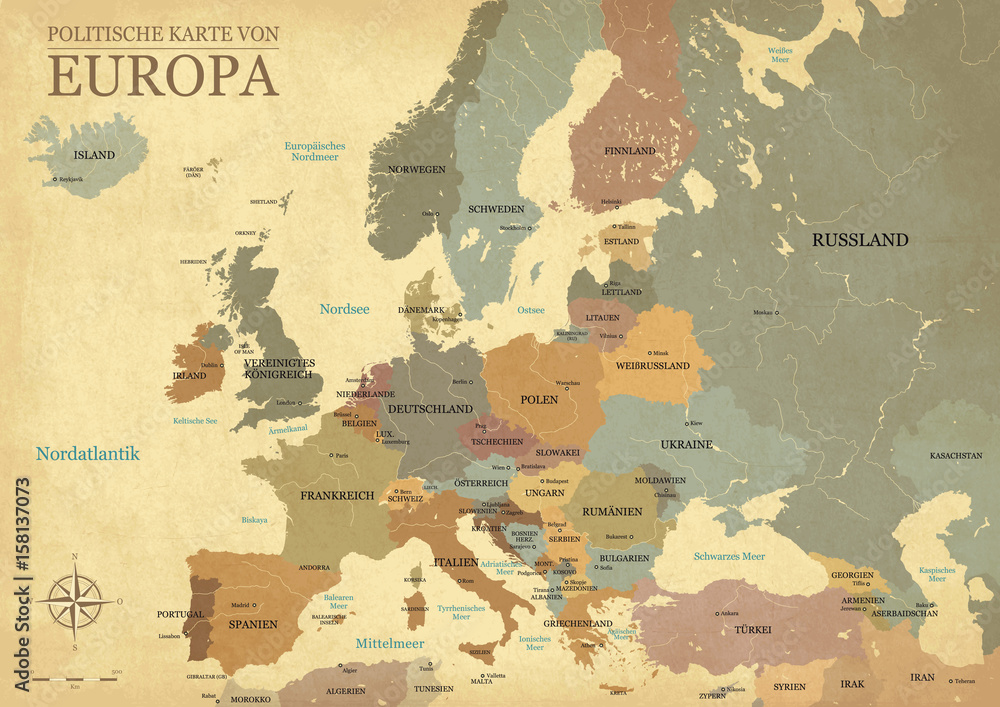 POLITISCHE KARTE VON
EUROPA
Weißes
Meer
ISLAND
Reykjavik
Europäisches
Nordmeer
FÄRÖER
(DÄN)
NORWEGEN
FINNLAND
SHETLAND
SCHWEDEN
Helsinki
Oslo
Stockholm
Tallinn
ORKNEY
ESTLAND
RUSSLAND
HEBRIDEN
Riga
LETTLAND
Nordsee
DÄNEMARK
Kopenhagen
Ostsee
LITAUEN
Moskau
KALININGRAD
(RU)
Vilnius
ISLE
OF MAN
Minsk
Dublin
IRLAND
VEREINIGTES
KÖNIGREICH
WEIßRUSSLAND
Amsterdam
NIEDERLANDE
Berlin
Warschau
London
DEUTSCHLAND
POLEN
Keltische See
Ärmelkanal
Brüssel
BELGIEN
Prag
Kiew
LUX.
Luxemburg
TSCHECHIEN
UKRAINE
Nordatlantik
Paris
SLOWAKEI
KASACHSTAN
Wien
Bratislava
ÖSTERREICH
LIECH.
Budapest
MOLDAWIEN
FRANKREICH
Bern
SCHWEIZ
UNGARN
Chisinau
Ljubljana
SLOWENIEN
Zagreb
RUMÄNIEN
Biskaya
KROATIEN
Belgrad
BOSNIEN
HERZ.
SERBIEN
Bukarest
Sarajevo
ITALIEN
Adriatisches
Meer
MONT.
Pristina
KOSOVO
BULGARIEN
Sofia
Schwarzes Meer
Podgorica
ANDORRA
KORSIKA
Rom
Skopje
MAZEDONIEN
GEORGIEN
Tiflis
Kaspisches
Meer
Tirana
ALBANIEN
N
O
S
W
PORTUGAL
Madrid
SPANIEN
Balearen
Meer
BALEARISCHE
INSELN
SARDINIEN
Tyrrhenisches
Meer
ARMENIEN
Jerewan
Baku
ASERBAIDSCHAN
Ankara
GRIECHENLAND
TÜRKEI
Lissabon
Mittelmeer
Ionisches
Meer
Ägäisches
Meer
Athen
SIZILIEN
GIBRALTAR (GB)
Algier
Tunis
Valletta
MALTA
500
Km
Rabat
MOROKKO
ALGERIEN
TUNESIEN
KRETA
Nikosia
ZYPERN
SYRIEN
IRAK
IRAN
Teheran
Adobe Stock | #158137073
Adobe Stock